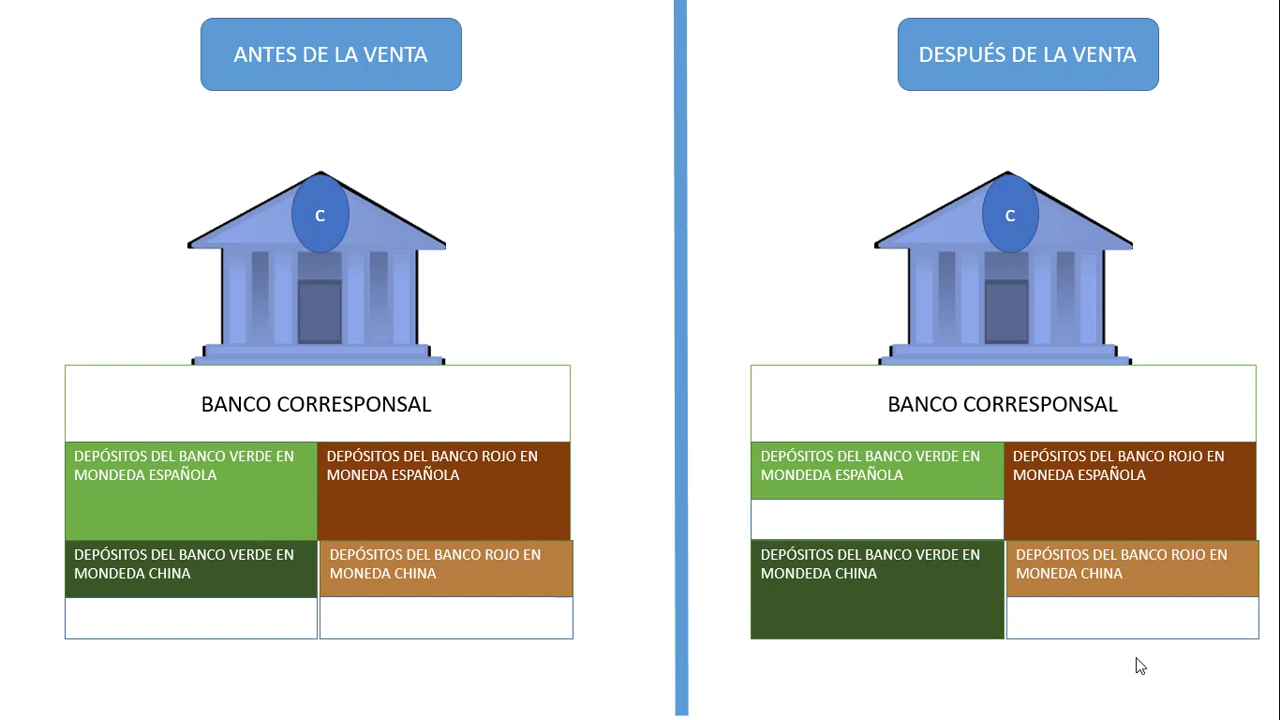 ANTES DE LA VENTA
C
BANCO CORRESPONSAL
DEPÓSITOS DEL BANCO VERDE EN
MONDEDA ESPAÑOLA
DEPÓSITOS DEL BANCO ROJO EN
MONEDA ESPAÑOLA
DEPÓSITOS DEL BANCO VERDE EN
MONDEDA CHINA
DEPÓSITOS DEL BANCO ROJO EN
MONEDA CHINA
DESPUÉS DE LA VENTA
C
BANCO CORRESPONSAL
DEPÓSITOS DEL BANCO VERDE EN
MONDEDA ESPAÑOLA
DEPÓSITOS DEL BANCO ROJO EN
MONEDA ESPAÑOLA
DEPÓSITOS DEL BANCO VERDE EN
MONDEDA CHINA
DEPÓSITOS DEL BANCO ROJO EN
MONEDA CHINA